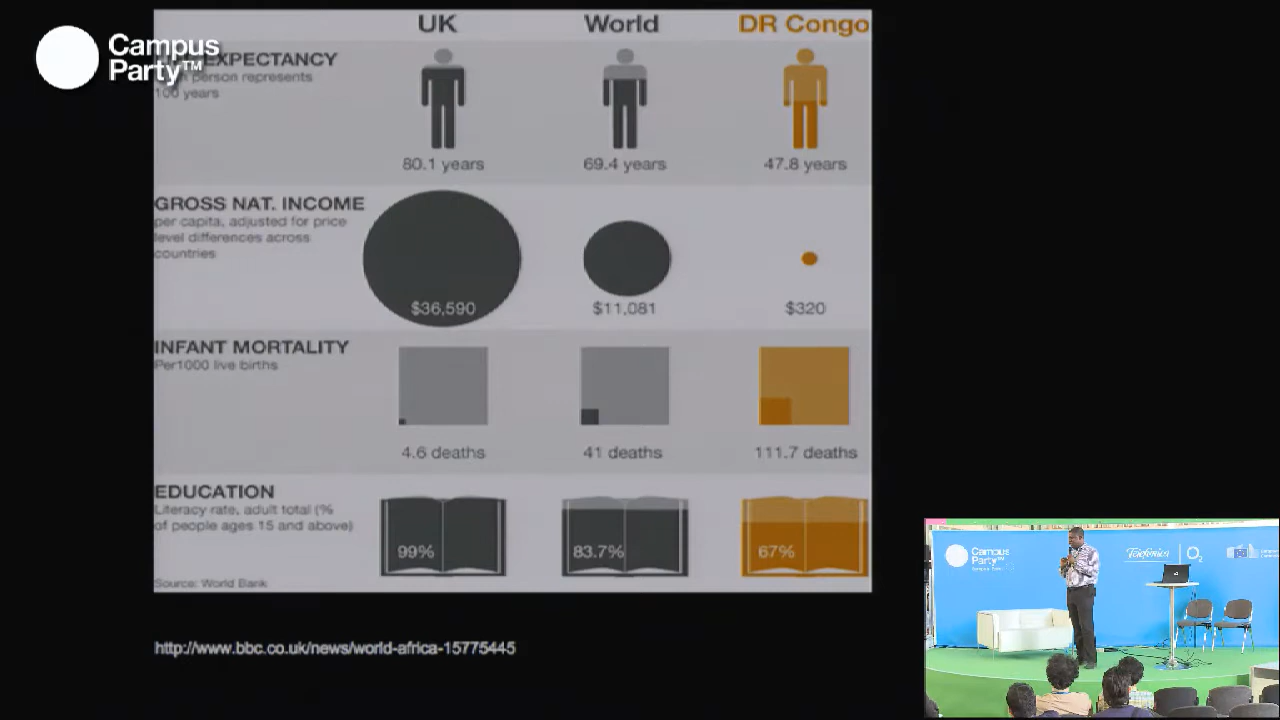 UK World DR Congo
Campus
Party™
EXPECTANCY
person represents
100 years
80.1 years 69.4 years 47.8 years
GROSS NAT. INCOME
per capita, adjusted for price
level differences across
countries
$36,590 $11,081 $320
INFANT MORTALITY
Per1000 live births
4.6 deaths 41 deaths 111.7 deaths
EDUCATION
Literacy rate, adult total (%
of people ages 15 and above)
99% 83.7% 67%
Source: World Bank
http://www.bbc.co.uk/news/world-africa-15775445
Campus
Party™
Telefónica O2